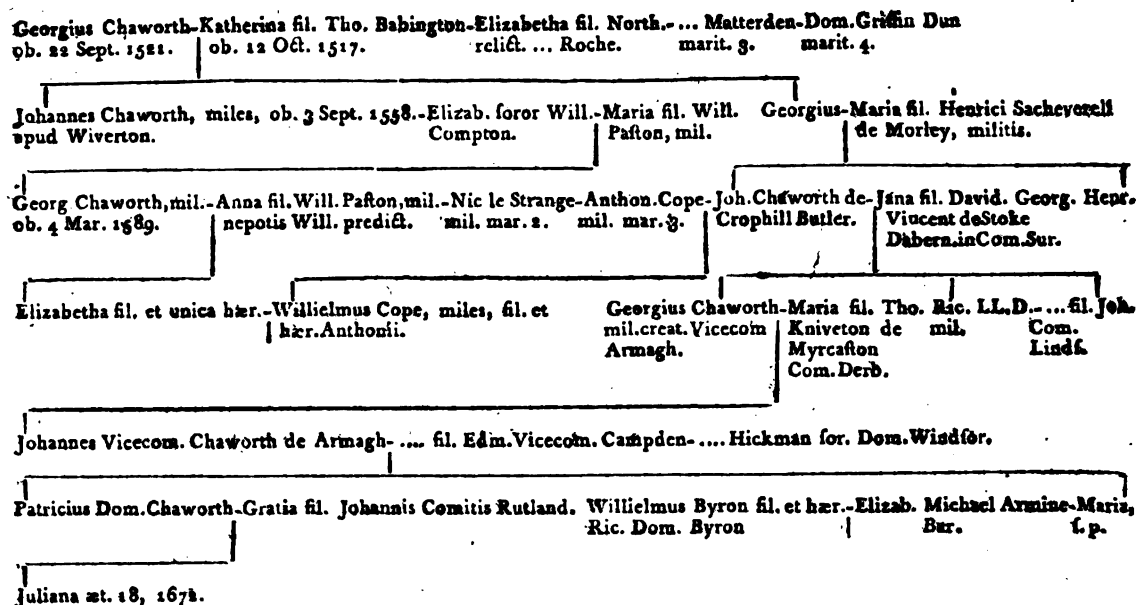 Georgius Chaworth-Katherina fil. Tho. Babington-Elizabetha fil. North.-... Matterden-Dom.Griffin Dun
ob. 22 Sept. 1521. ob. 12 Oct. 1517. relict. ... Roche. marit. 3. marit. 4.
Johannes Chaworth, miles, ob. 3 Sept. 1558.-Elizab. soror Will.-Maria fil. Will. Georgius-Maria fil. Henrici Sacheverell
apud Wiverton. Compton. Paston, mil. de Morley, militis.
Georg Chaworth,mil.-Anna fil.Will. Paston,mil.-Nic le Strange-Anthon.Cope-Joh.Chaworth de-Jana fil. David. Georg. Henr.
ob. 4 Mar. 1589. nepotis Will. predict. mil. mar. 2. mil. mar. 3. Crophill Butler. Vincent de Stoke
Dabern.in Com.Sur.
Elizabetha fil. et unica hær.-Willielmus Cope, miles, fil. et Georgius Chaworth-Maria fil. Tho. Ric. LL.D.-...fil. Joh.
hær.Anthonii. mil.creat.Vicecom Kniveton de mil. Com.
Armagh. Myrcaston Linds.
Com.Derb.
Johannes Vicecom. Chaworth de Armagh-.... fil. Edm.Vicecom. Campden-.... Hickman sor. Dom.Windsor.
Patricius Dom.Chaworth-Gratia fil. Johannis Comitis Rutland. Willielmus Byron fil. et hær.-Elizab. Michael Armine-Maria,
Ric. Dom. Byron Bar. s. p.
Juliana æt. 18, 167